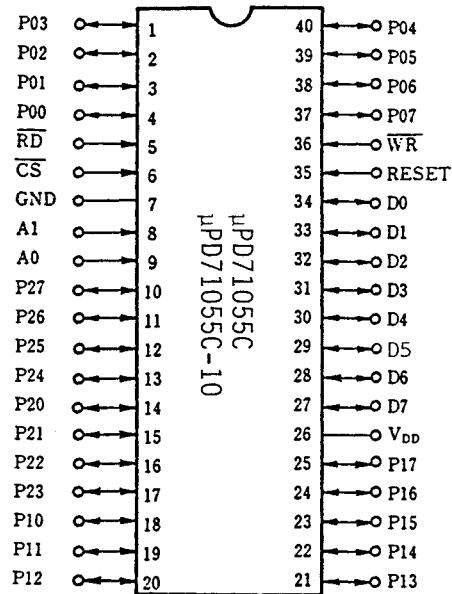 P03 1 40 P04
P02 2 39 P05
P01 3 38 P06
P00 4 37 P07
R̅D̅ 5 36 W̅R̅
C̅S̅ 6 35 RESET
GND 7 34 D0
A1 8 33 D1
A0 9 32 D2
P27 10 31 D3
P26 11 30 D4
P25 12 29 D5
P24 13 28 D6
P20 14 27 D7
P21 15 26 VDD
P22 16 25 P17
P23 17 24 P16
P10 18 23 P15
P11 19 22 P14
P12 20 21 P13
μPD71055C
μPD71055C-10